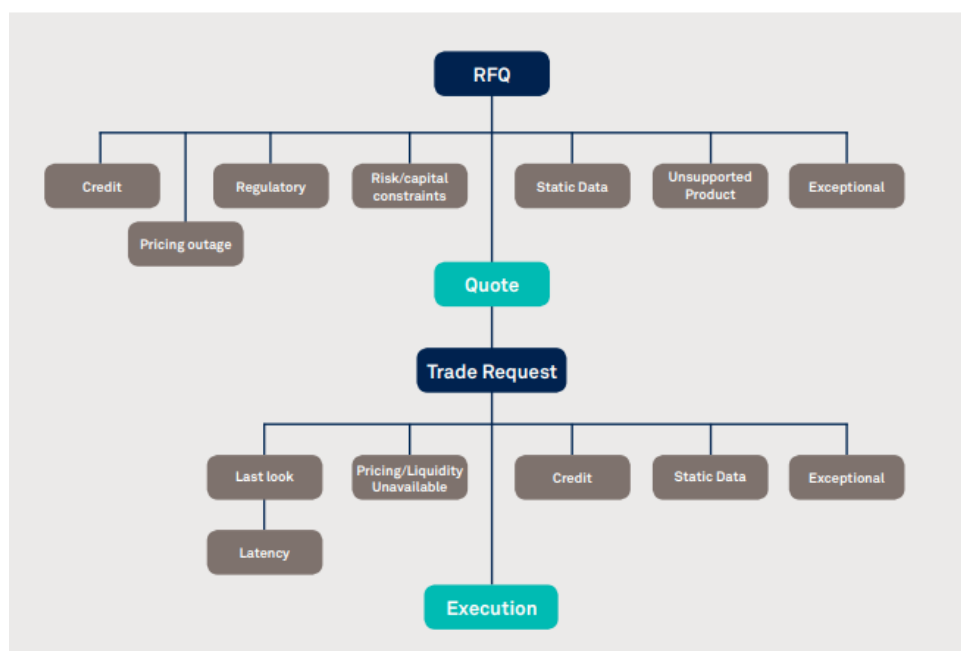 RFQ
Credit
Regulatory
Risk/capital
constraints
Static Data
Unsupported
Product
Exceptional
Pricing outage
Quote
Trade Request
Last look
Pricing/Liquidity
Unavailable
Credit
Static Data
Exceptional
Latency
Execution